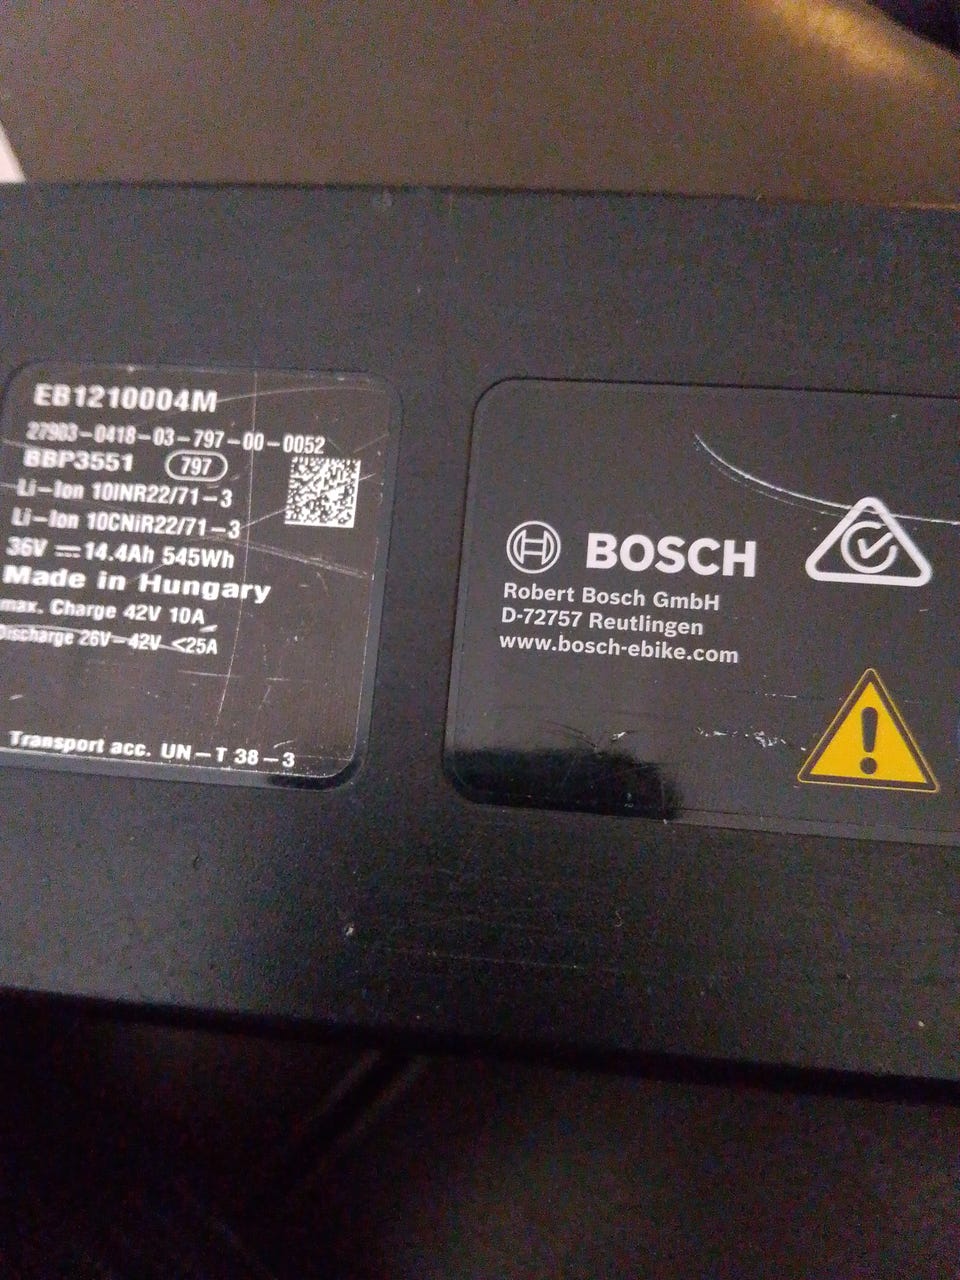 EB1210004M
27983-0418-03-797-00-0052
BBP3551 797
Li-Ion 10INR22/71-3
Li-Ion 10CNiR22/71-3
36V ⎓ 14.4Ah 545Wh
Made in Hungary
max. Charge 42V 10A
Discharge 26V-42V <25A
Transport acc. UN-T 38-3
BOSCH
Robert Bosch GmbH
D-72757 Reutlingen
www.bosch-ebike.com